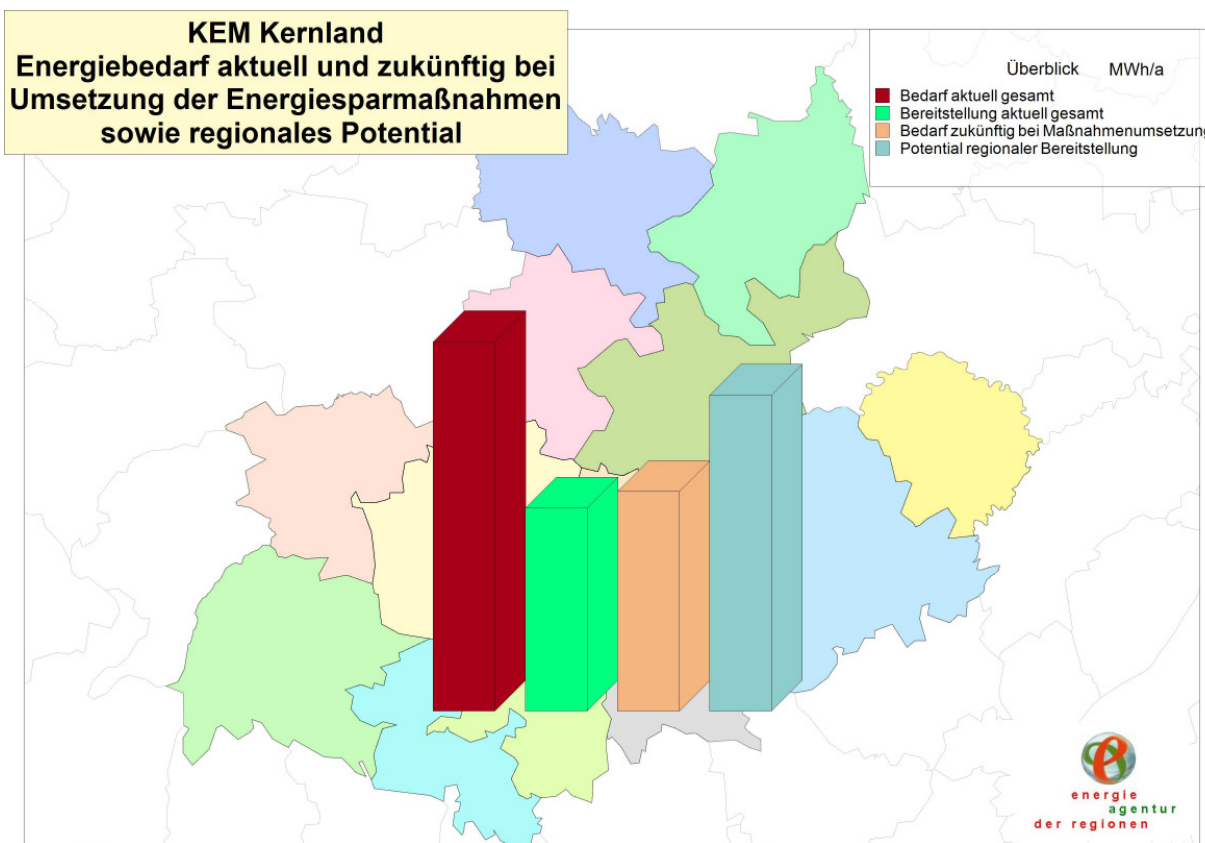 KEM Kernland
Energiebedarf aktuell und zukünftig bei
Umsetzung der Energiesparmaßnahmen
sowie regionales Potential
Überblick MWh/a
Bedarf aktuell gesamt
Bereitstellung aktuell gesamt
Bedarf zukünftig bei Maßnahmenumsetzung
Potential regionaler Bereitstellung
energie
agentur
der regionen